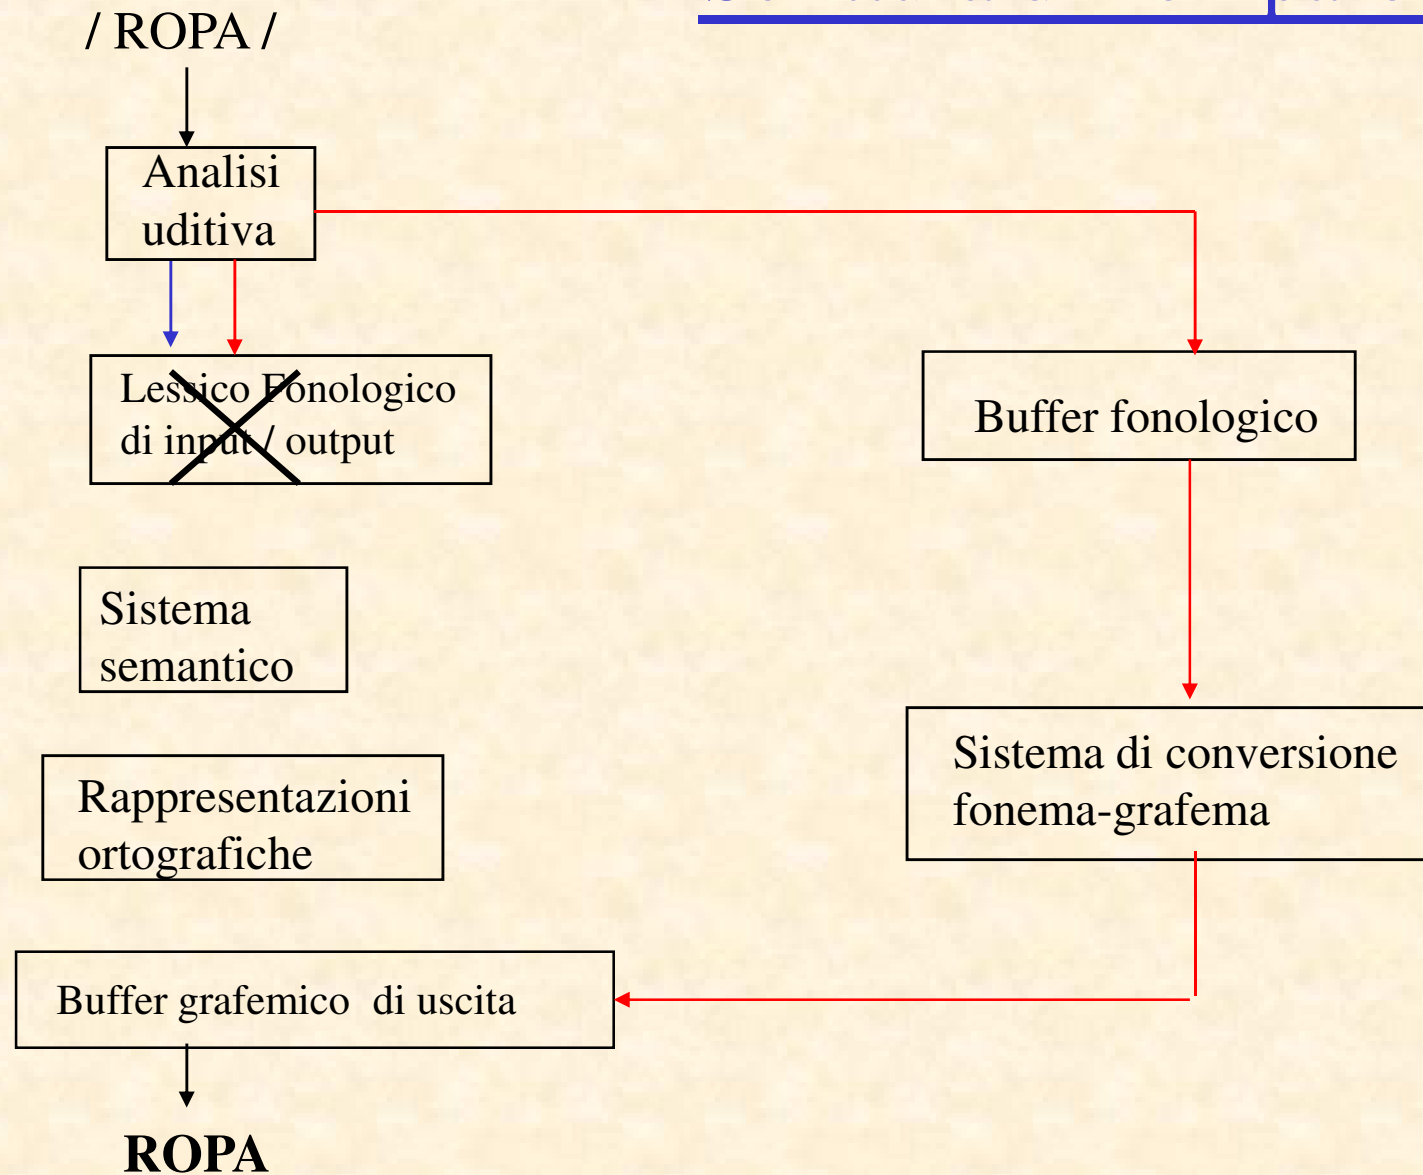 / ROPA /
Analisi
uditiva
Lessico Fonologico
di input / output
Buffer fonologico
Sistema
semantico
Sistema di conversione
fonema-grafema
Rappresentazioni
ortografiche
Buffer grafemico di uscita
ROPA